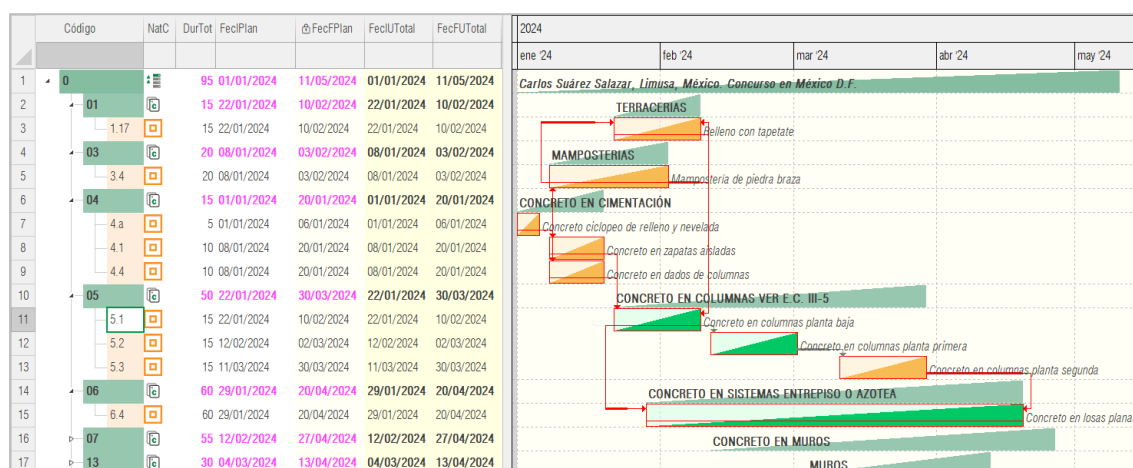 Código NatC DurTot FecIPlan FecFPlan FecIUTotal FecFUTotal 2024
ene '24 feb '24 mar '24 abr '24 may '24
1 0 95 01/01/2024 11/05/2024 01/01/2024 11/05/2024 Carlos Suárez Salazar, Limusa, México. Concurso en México D.F.
2 01 15 22/01/2024 10/02/2024 22/01/2024 10/02/2024 TERRACERIAS
3 1.17 15 22/01/2024 10/02/2024 22/01/2024 10/02/2024 Relleno con tapetate
4 03 20 08/01/2024 03/02/2024 08/01/2024 03/02/2024 MAMPOSTERIAS
5 3.4 20 08/01/2024 03/02/2024 08/01/2024 03/02/2024 Mampostería de piedra braza
6 04 15 01/01/2024 20/01/2024 01/01/2024 20/01/2024 CONCRETO EN CIMENTACIÓN
7 4.a 5 01/01/2024 06/01/2024 01/01/2024 06/01/2024 Concreto ciclopeo de relleno y nevelada
8 4.1 10 08/01/2024 20/01/2024 08/01/2024 20/01/2024 Concreto en zapatas aisladas
9 4.4 10 08/01/2024 20/01/2024 08/01/2024 20/01/2024 Concreto en dados de columnas
10 05 50 22/01/2024 30/03/2024 22/01/2024 30/03/2024 CONCRETO EN COLUMNAS VER E.C. III-5
11 5.1 15 22/01/2024 10/02/2024 22/01/2024 10/02/2024 Concreto en columnas planta baja
12 5.2 15 12/02/2024 02/03/2024 12/02/2024 02/03/2024 Concreto en columnas planta primera
13 5.3 15 11/03/2024 30/03/2024 11/03/2024 30/03/2024 Concreto en columnas planta segunda
14 06 60 29/01/2024 20/04/2024 29/01/2024 20/04/2024 CONCRETO EN SISTEMAS ENTREPISO O AZOTEA
15 6.4 60 29/01/2024 20/04/2024 29/01/2024 20/04/2024 Concreto en losas planas
16 07 55 12/02/2024 27/04/2024 12/02/2024 27/04/2024 CONCRETO EN MUROS
17 13 30 04/03/2024 13/04/2024 04/03/2024 13/04/2024 MUROS